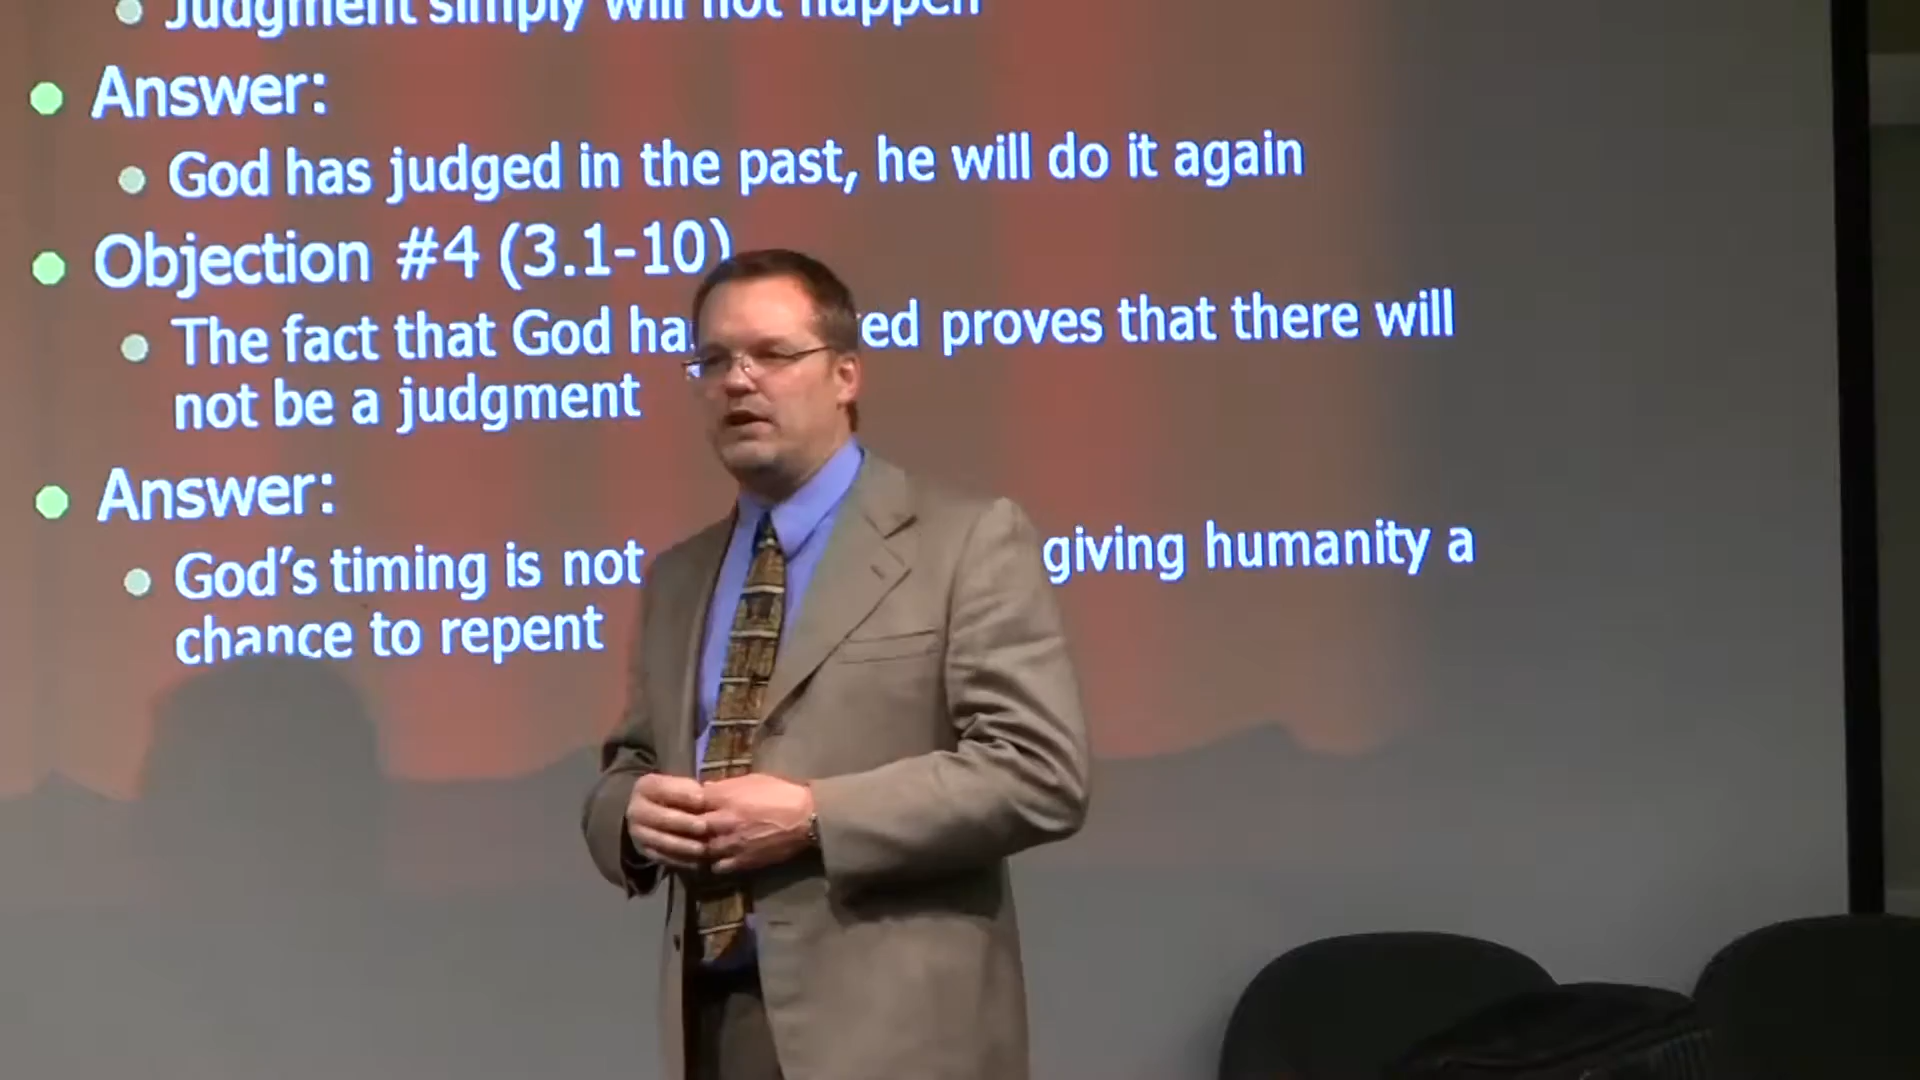 Judgment simply will not happen
Answer:
God has judged in the past, he will do it again
Objection #4 (3.1-10)
The fact that God proves that there will
not be a judgment
Answer:
God's timing is not giving humanity a
chance to repent